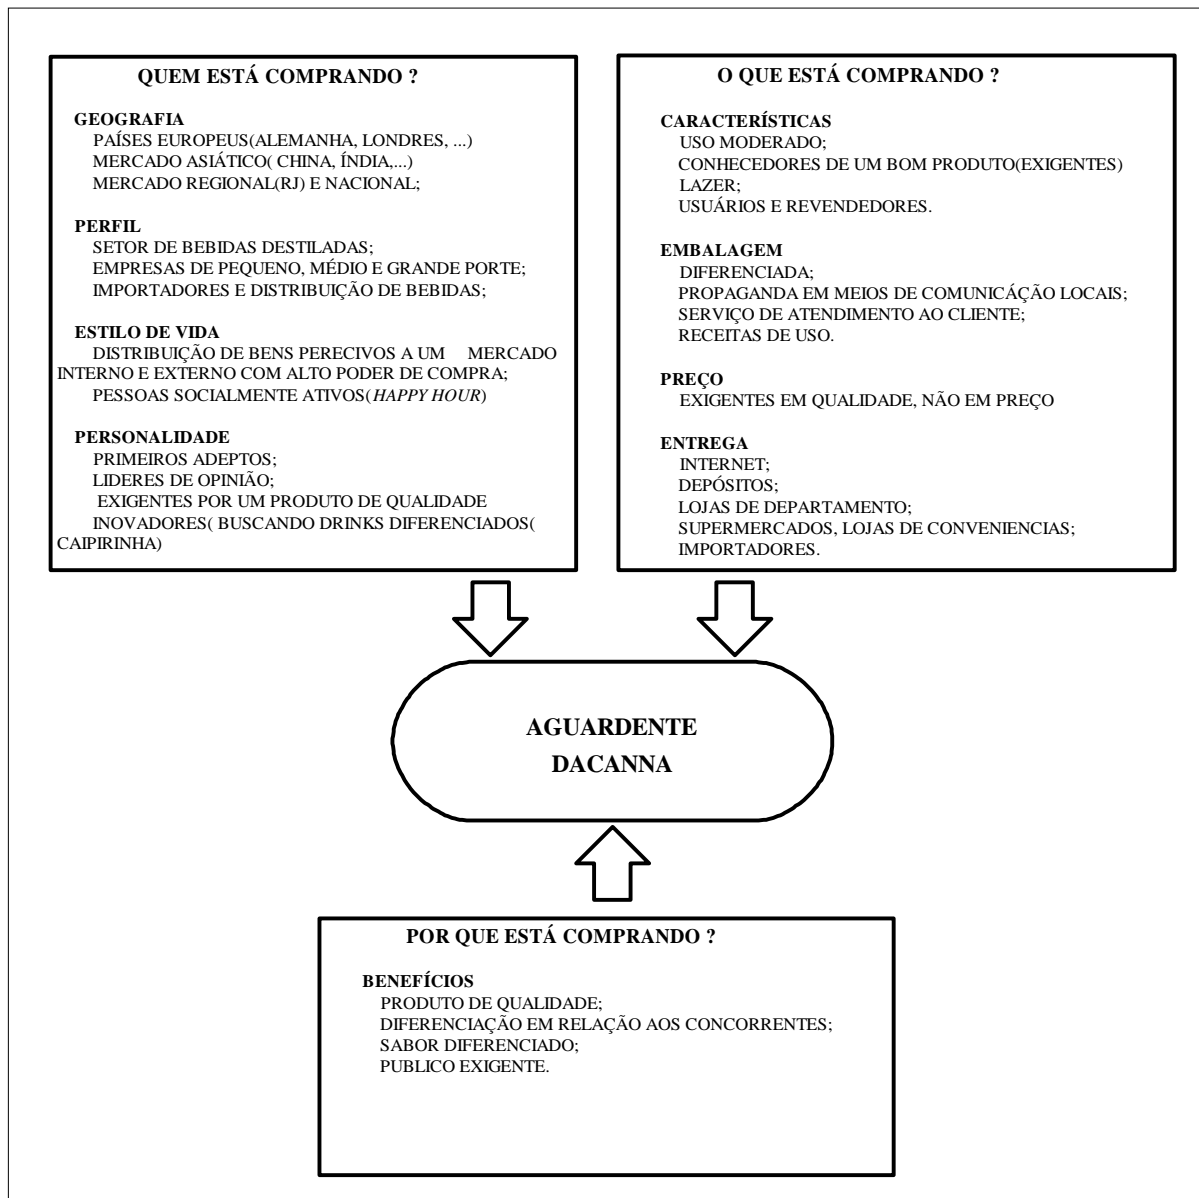 QUEM ESTÁ COMPRANDO ?
GEOGRAFIA
PAÍSES EUROPEUS(ALEMANHA, LONDRES, ...)
MERCADO ASIÁTICO( CHINA, ÍNDIA,...)
MERCADO REGIONAL(RJ) E NACIONAL;
PERFIL
SETOR DE BEBIDAS DESTILADAS;
EMPRESAS DE PEQUENO, MÉDIO E GRANDE PORTE;
IMPORTADORES E DISTRIBUIÇÃO DE BEBIDAS;
ESTILO DE VIDA
DISTRIBUIÇÃO DE BENS PERECIVOS A UM MERCADO
INTERNO E EXTERNO COM ALTO PODER DE COMPRA;
PESSOAS SOCIALMENTE ATIVOS(HAPPY HOUR)
PERSONALIDADE
PRIMEIROS ADEPTOS;
LIDERES DE OPINIÃO;
EXIGENTES POR UM PRODUTO DE QUALIDADE
INOVADORES( BUSCANDO DRINKS DIFERENCIADOS(
CAIPIRINHA)
O QUE ESTÁ COMPRANDO ?
CARACTERÍSTICAS
USO MODERADO;
CONHECEDORES DE UM BOM PRODUTO(EXIGENTES)
LAZER;
USUÁRIOS E REVENDEDORES.
EMBALAGEM
DIFERENCIADA;
PROPAGANDA EM MEIOS DE COMUNICÁÇÃO LOCAIS;
SERVIÇO DE ATENDIMENTO AO CLIENTE;
RECEITAS DE USO.
PREÇO
EXIGENTES EM QUALIDADE, NÃO EM PREÇO
ENTREGA
INTERNET;
DEPÓSITOS;
LOJAS DE DEPARTAMENTO;
SUPERMERCADOS, LOJAS DE CONVENIENCIAS;
IMPORTADORES.
AGUARDENTE
DACANNA
POR QUE ESTÁ COMPRANDO ?
BENEFÍCIOS
PRODUTO DE QUALIDADE;
DIFERENCIAÇÃO EM RELAÇÃO AOS CONCORRENTES;
SABOR DIFERENCIADO;
PUBLICO EXIGENTE.